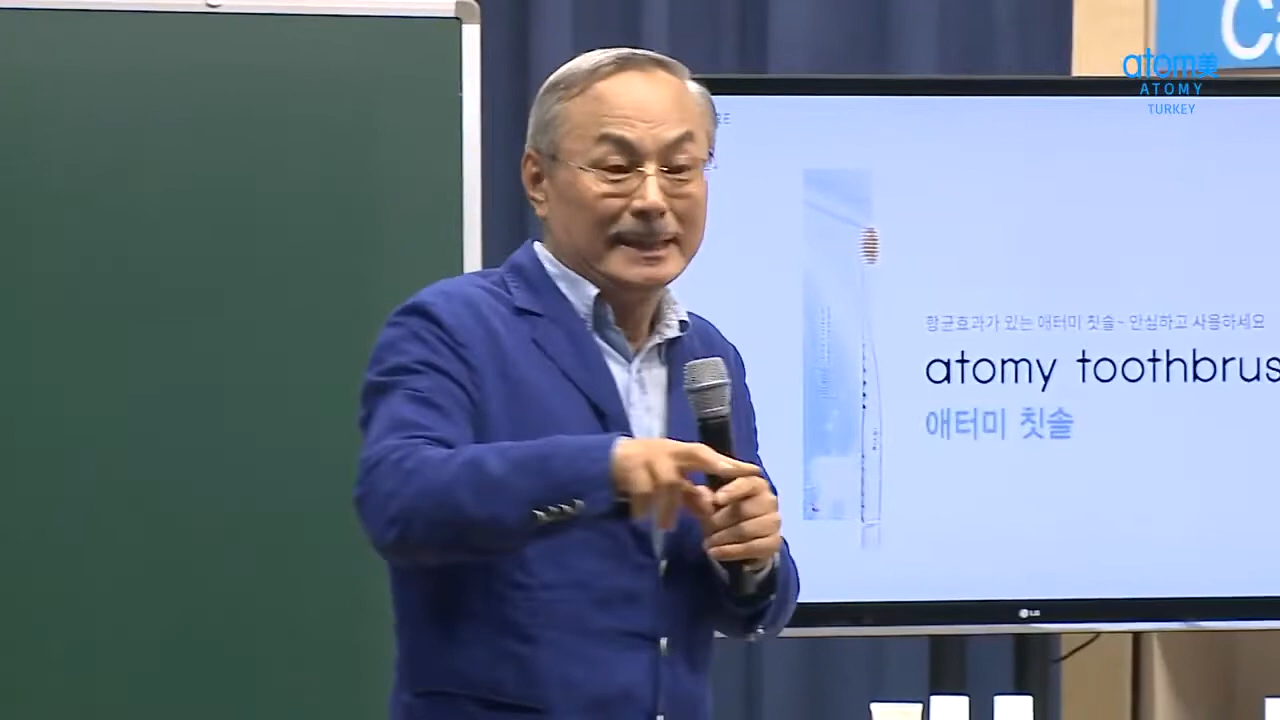 Ca
atom美
ATOMY
TURKEY
항균효과가 있는 애터미 칫솔~ 안심하고 사용하세요
atomy toothbrus
애터미 칫솔
LG